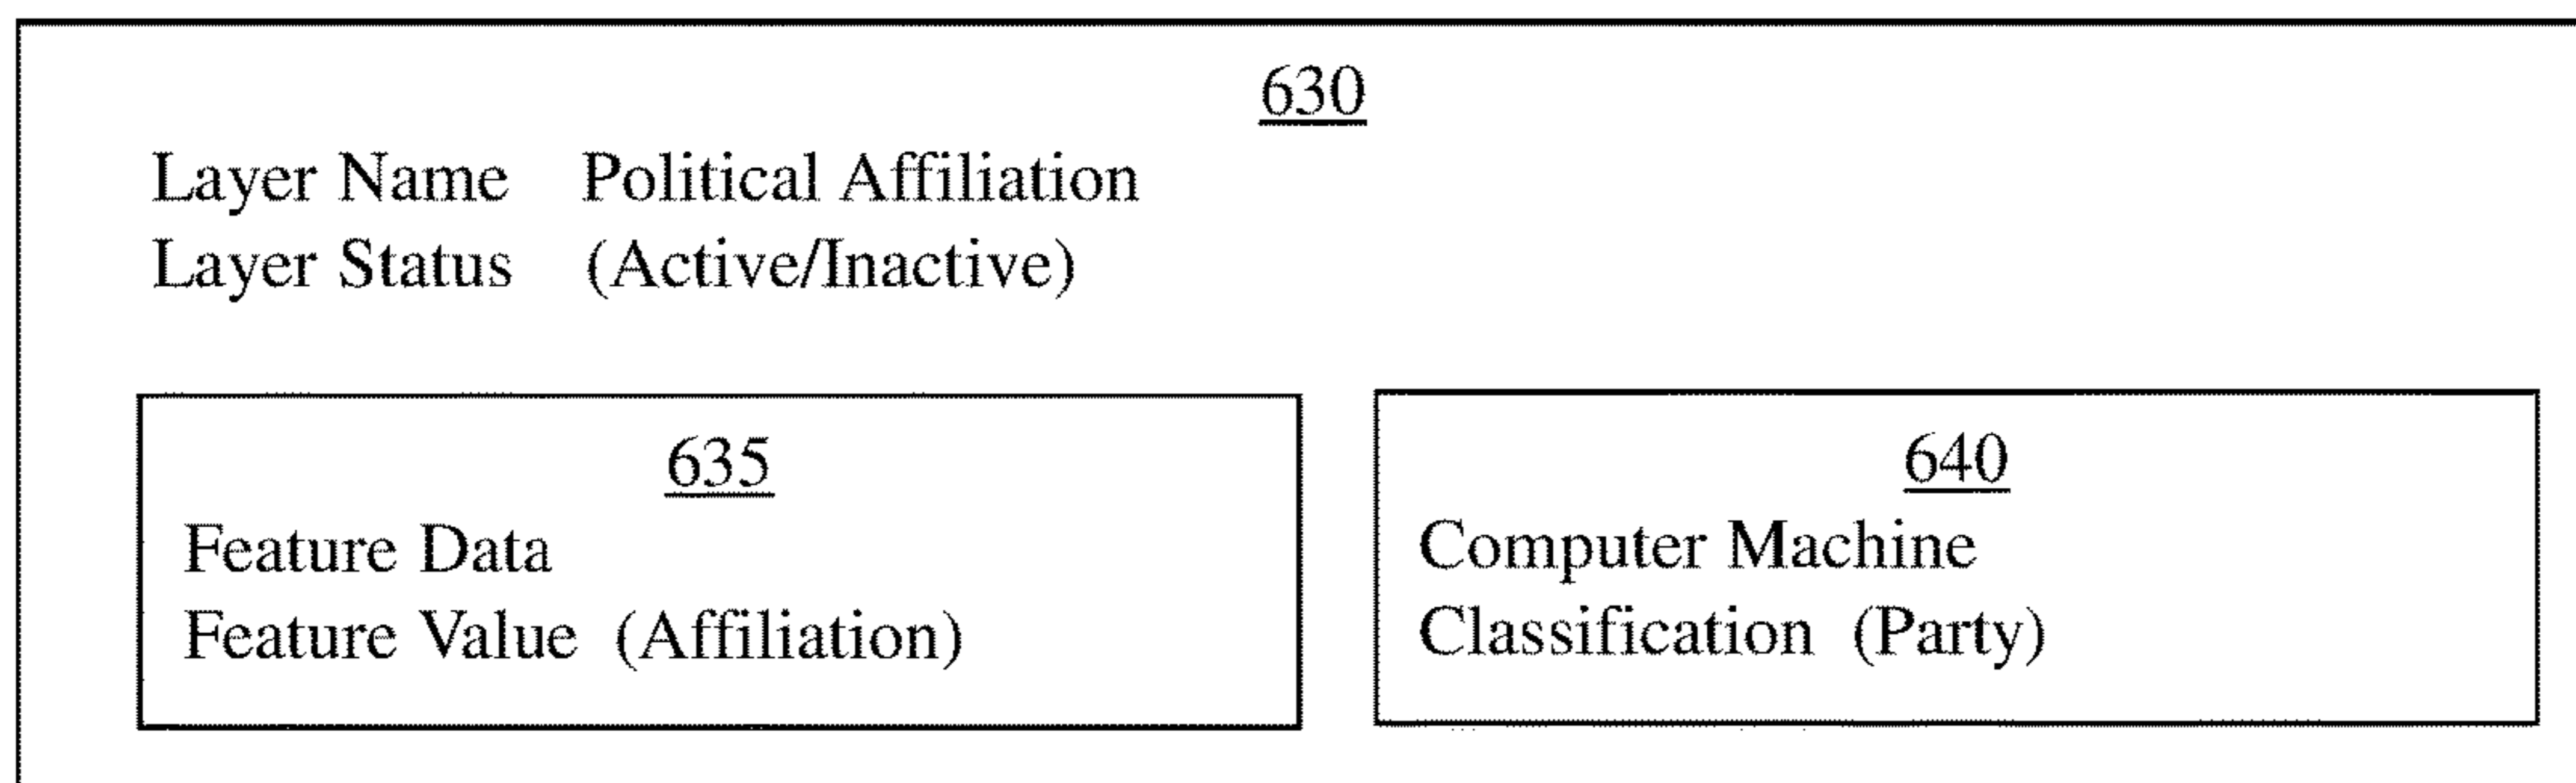 630
Layer Name Political Affiliation
Layer Status (Active/Inactive)
635
Feature Data
Feature Value (Affiliation)
640
Computer Machine
Classification (Party)